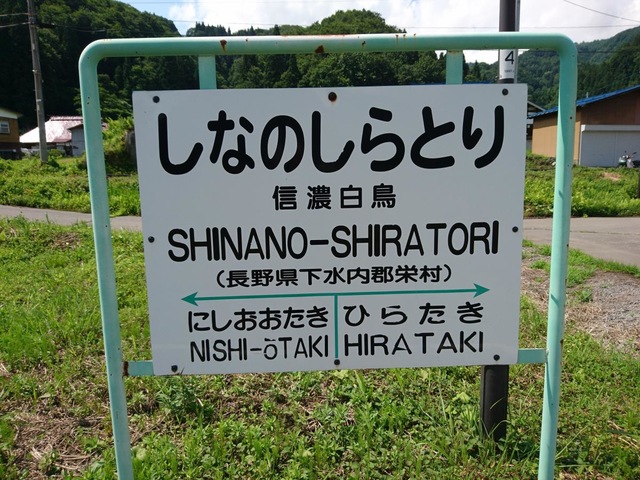 4
しなのしらとり
信濃白鳥
SHINANO-SHIRATORI
(長野県下水内郡栄村)
にしおおたき ひらたき
NISHI-ŌTAKI HIRATAKI